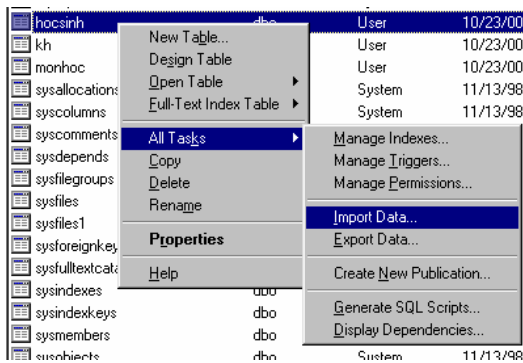 hocsinh dbo User 10/23/00
kh User 10/23/00
monhoc User 10/23/00
sysallocations System 11/13/98
syscolumns System 11/13/98
syscomments
sysdepends
sysfilegroups
sysfiles
sysfiles1
sysforeignkey
sysfulltextcata
sysindexes dbo
sysindexkeys dbo
sysmembers dbo
sysobjects dbo System 11/13/98
New Table...
Design Table
Open Table
Full-Text Index Table
All Tasks
Copy
Delete
Rename
Properties
Help
Manage Indexes...
Manage Triggers...
Manage Permissions...
Import Data...
Export Data...
Create New Publication...
Generate SQL Scripts...
Display Dependencies...